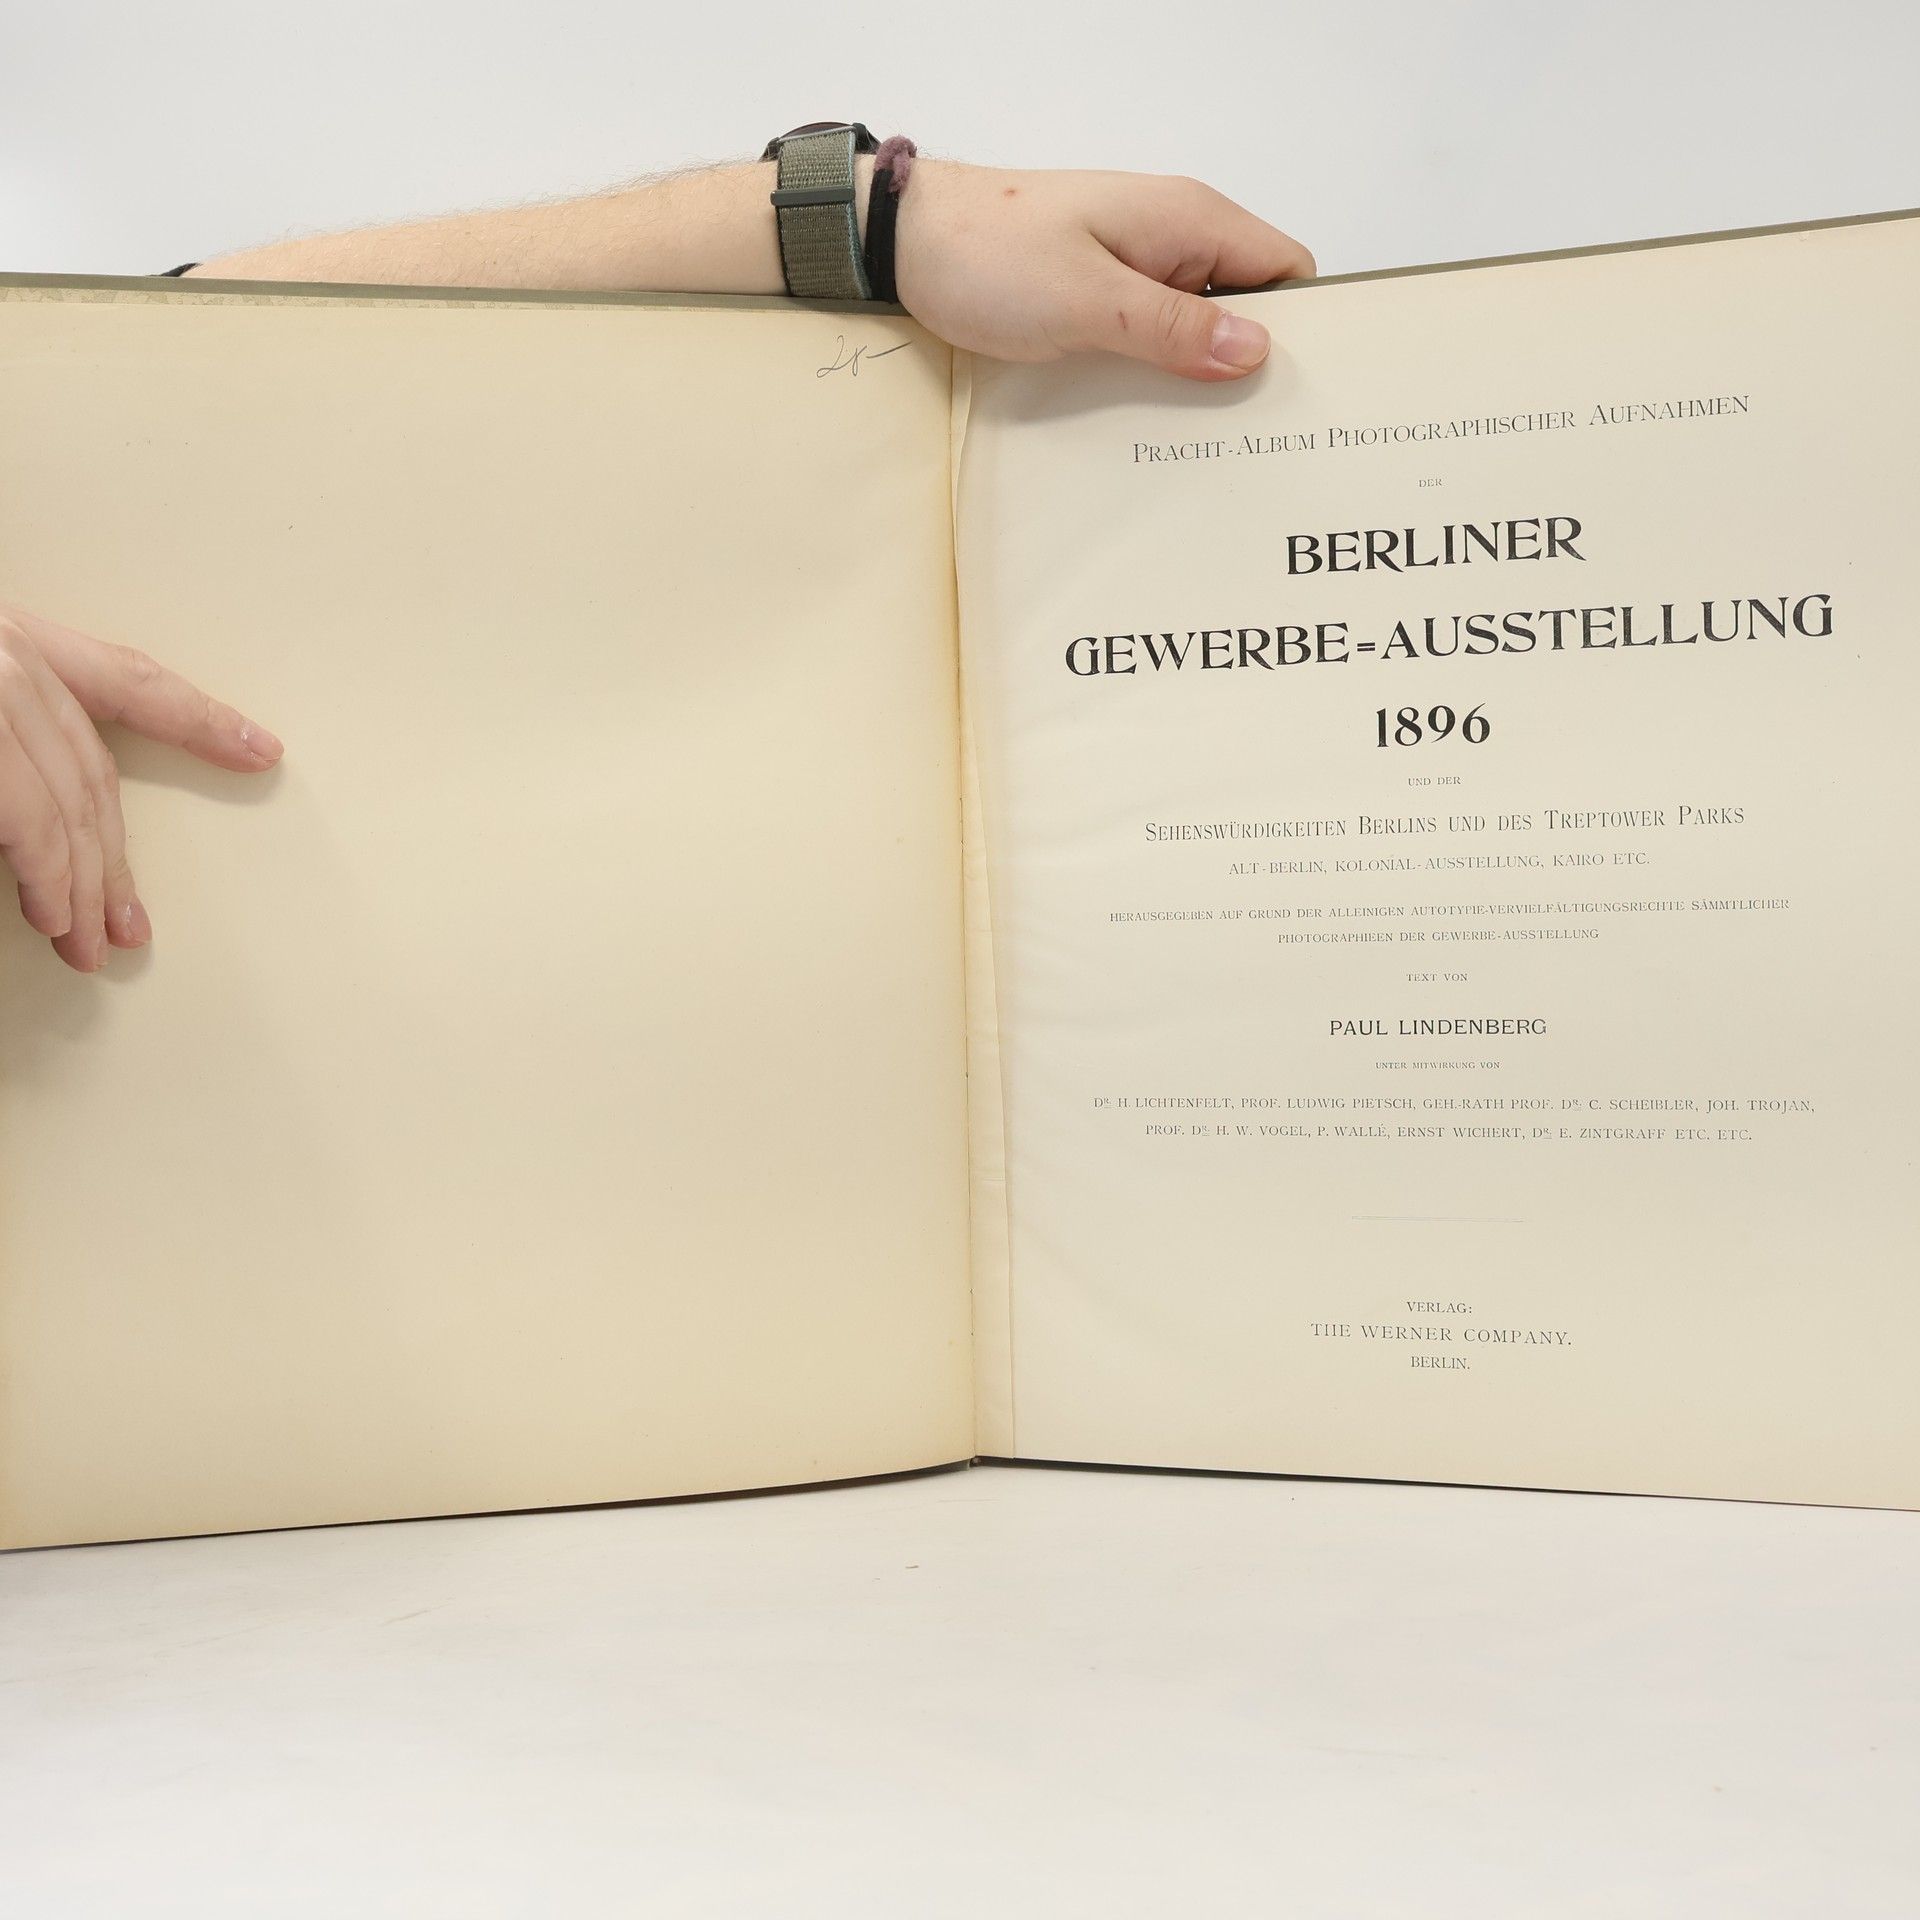 PRACHT-ALBUM PHOTOGRAPHISCHER AUFNAHMEN
DER
BERLINER
GEWERBE=AUSSTELLUNG
1896
UND DER
SEHENSWÜRDIGKEITEN BERLINS UND DES TREPTOWER PARKS
ALT-BERLIN, KOLONIAL-AUSSTELLUNG, KAIRO ETC.
HERAUSGEGEBEN AUF GRUND DER ALLEINIGEN AUTOTYPIE-VERVIELFÄLTIGUNGSRECHTE SÄMMTLICHER
PHOTOGRAPHIEEN DER GEWERBE-AUSSTELLUNG
TEXT VON
PAUL LINDENBERG
UNTER MITWIRKUNG VON
DR. H. LICHTENFELT, PROF. LUDWIG PIETSCH, GEH.-RATH PROF. DR. C. SCHEIBLER, JOH. TROJAN,
PROF. DR. H. W. VOGEL, P. WALLÉ, ERNST WICHERT, DR. E. ZINTGRAFF ETC. ETC.
VERLAG:
THE WERNER COMPANY.
BERLIN.